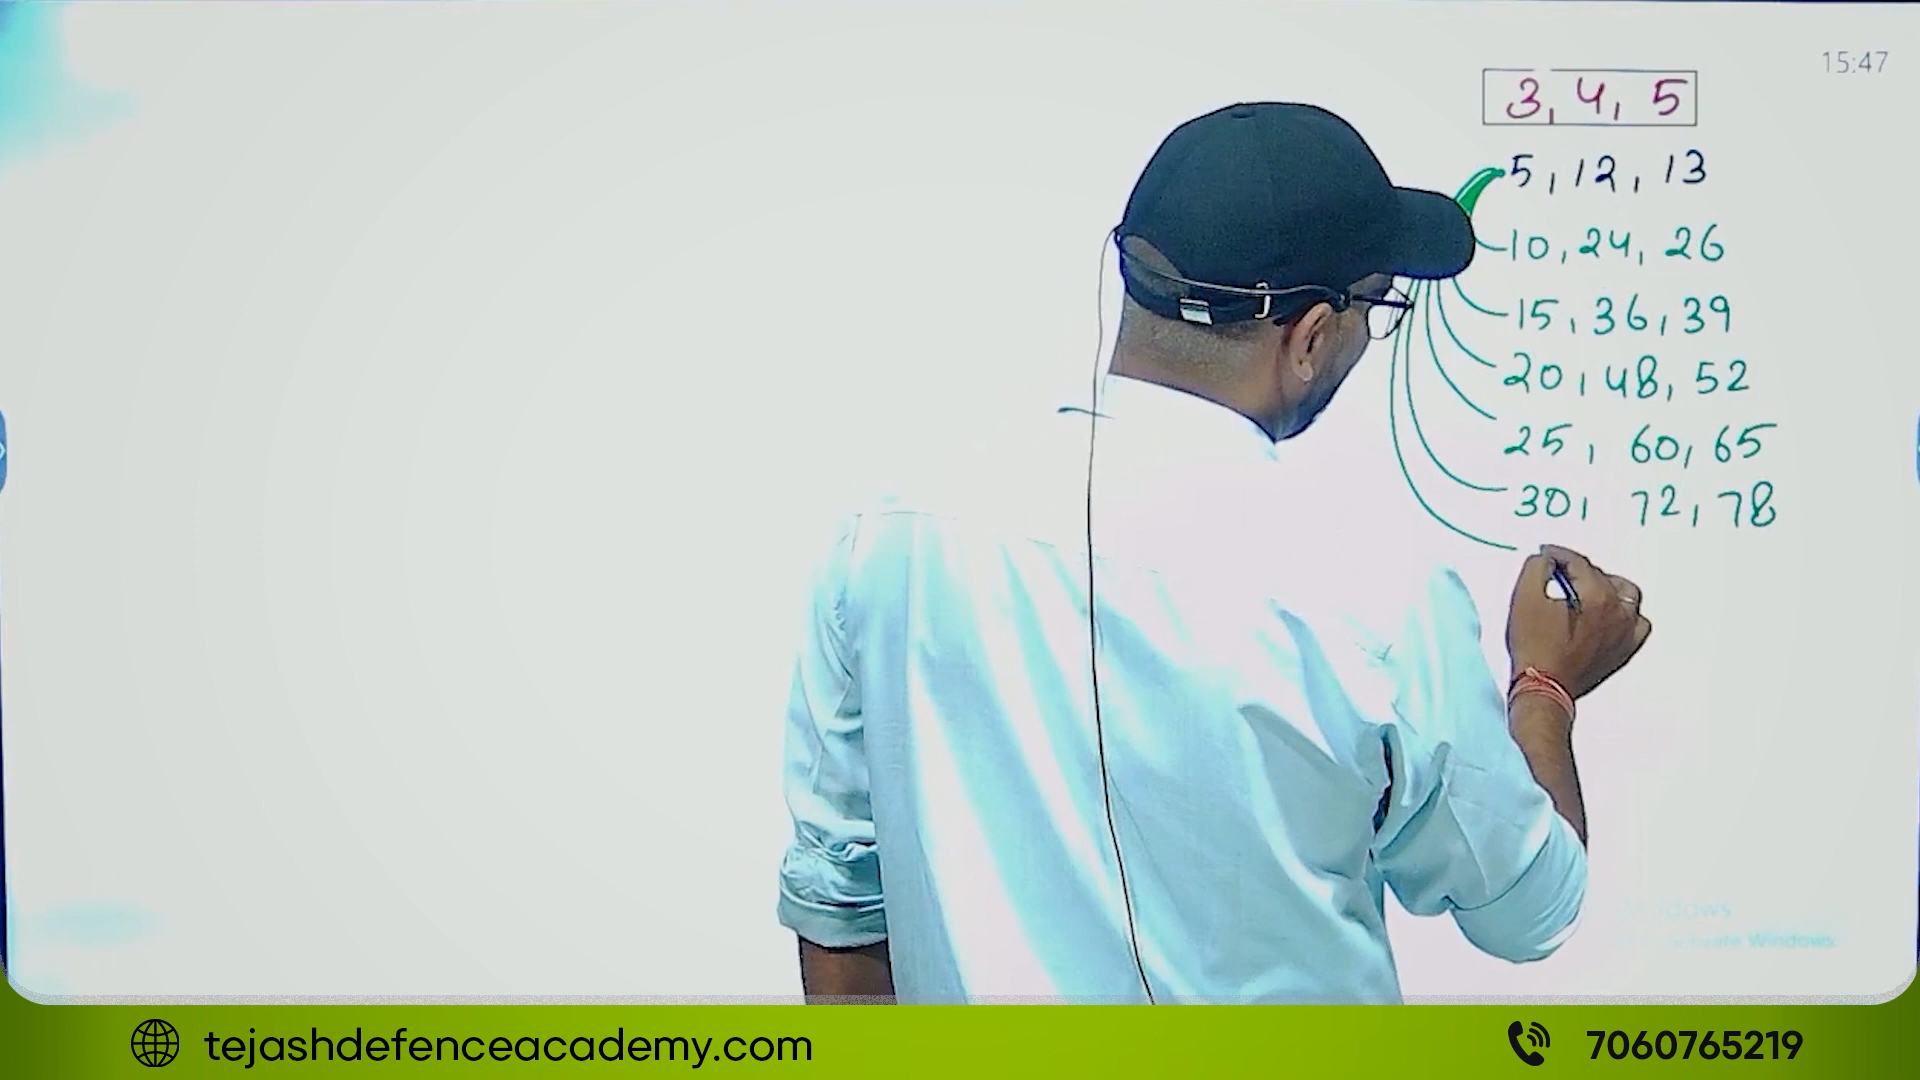 15:47
3, 4, 5
5, 12, 13
10, 24, 26
15, 36, 39
20, 48, 52
25, 60, 65
30, 72, 78
Windows
tejashdefenceacademy.com
7060765219